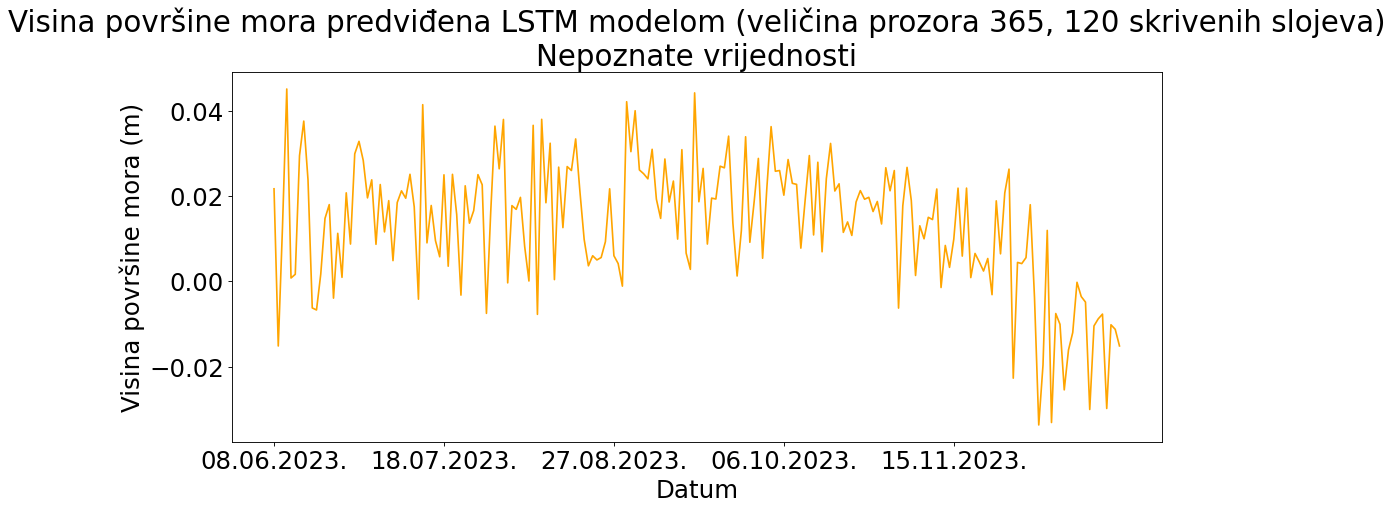 Visina površine mora predviđena LSTM modelom (veličina prozora 365, 120 skrivenih slojeva)
Nepoznate vrijednosti
Visina površine mora (m)
0.04
0.02
0.00
−0.02
08.06.2023. 18.07.2023. 27.08.2023. 06.10.2023. 15.11.2023.
Datum